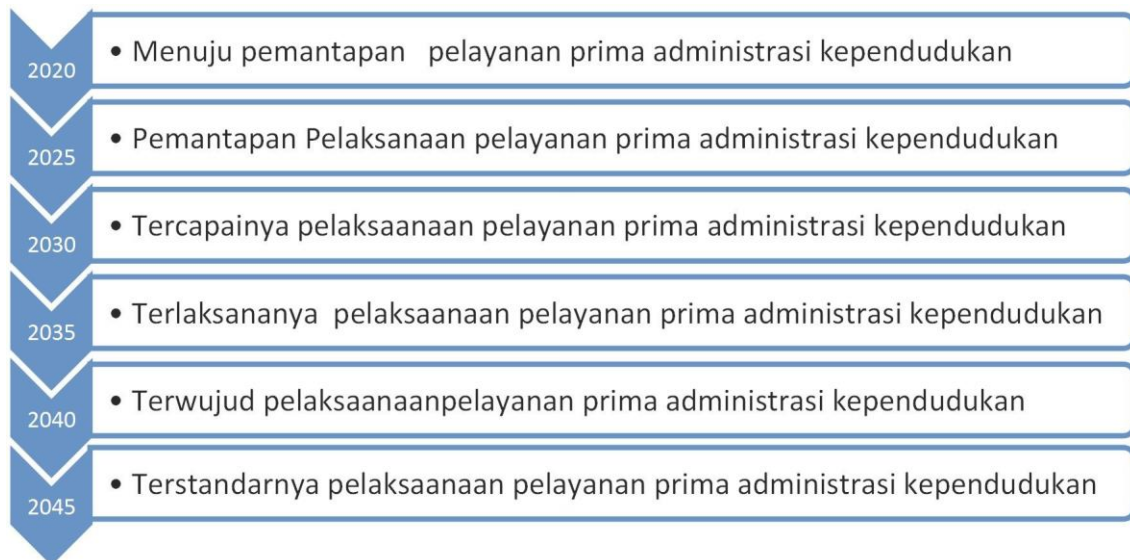 2020
• Menuju pemantapan   pelayanan prima administrasi kependudukan
2025
• Pemantapan Pelaksanaan pelayanan prima administrasi kependudukan
2030
• Tercapainya pelaksaanaan pelayanan prima administrasi kependudukan
2035
• Terlaksananya  pelaksaanaan pelayanan prima administrasi kependudukan
2040
• Terwujud pelaksaanaanpelayanan prima administrasi kependudukan
2045
• Terstandarnya pelaksaanaan pelayanan prima administrasi kependudukan